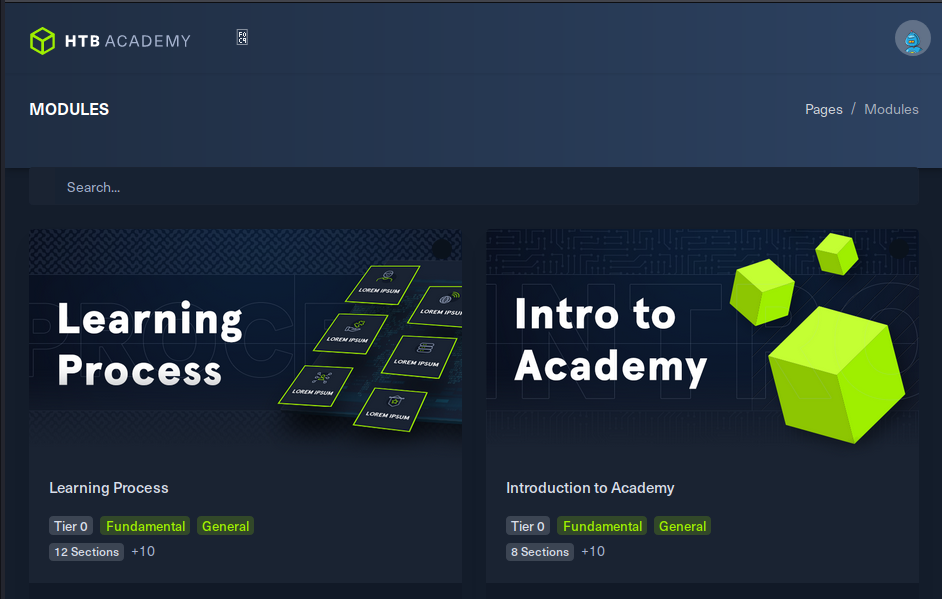 HTB ACADEMY
MODULES
Pages / Modules
Search...
Learning
Process
LOREM IPSUM
LOREM IPSUM
LOREM IPSUM
LOREM IPSUM
LOREM IPSUM
LOREM IPSUM
Intro to
Academy
Learning Process
Tier 0 Fundamental General
12 Sections +10
Introduction to Academy
Tier 0 Fundamental General
8 Sections +10